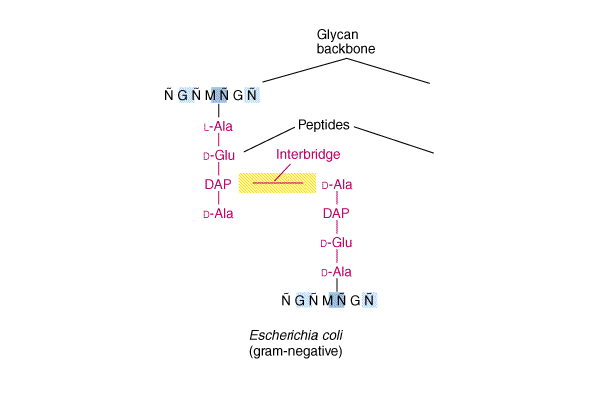 Glycan
backbone
Ñ G Ñ M Ñ G Ñ
L-Ala
Peptides
D-Glu
Interbridge
DAP
D-Ala
D-Ala
DAP
D-Glu
D-Ala
Ñ G Ñ M Ñ G Ñ
Escherichia coli
(gram-negative)